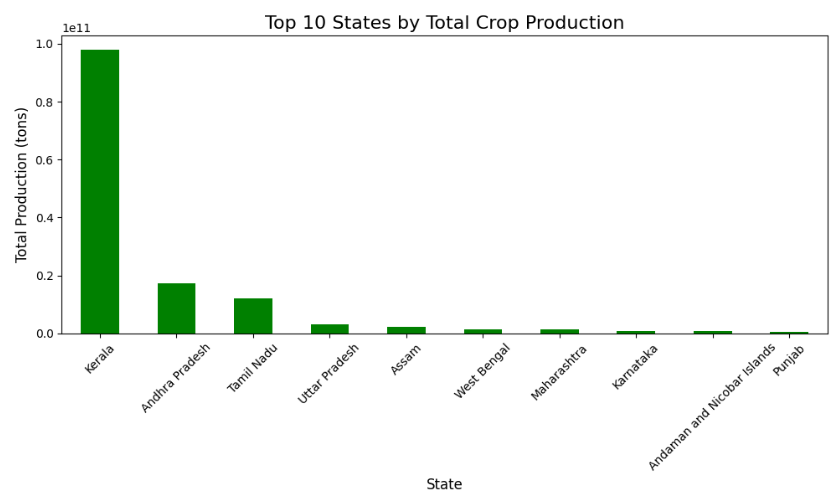 Top 10 States by Total Crop Production
1e11
1.0
0.8
0.6
0.4
0.2
0.0
Total Production (tons)
Kerala
Andhra Pradesh
Tamil Nadu
Uttar Pradesh
Assam
West Bengal
Maharashtra
Karnataka
Andaman and Nicobar Islands
Punjab
State